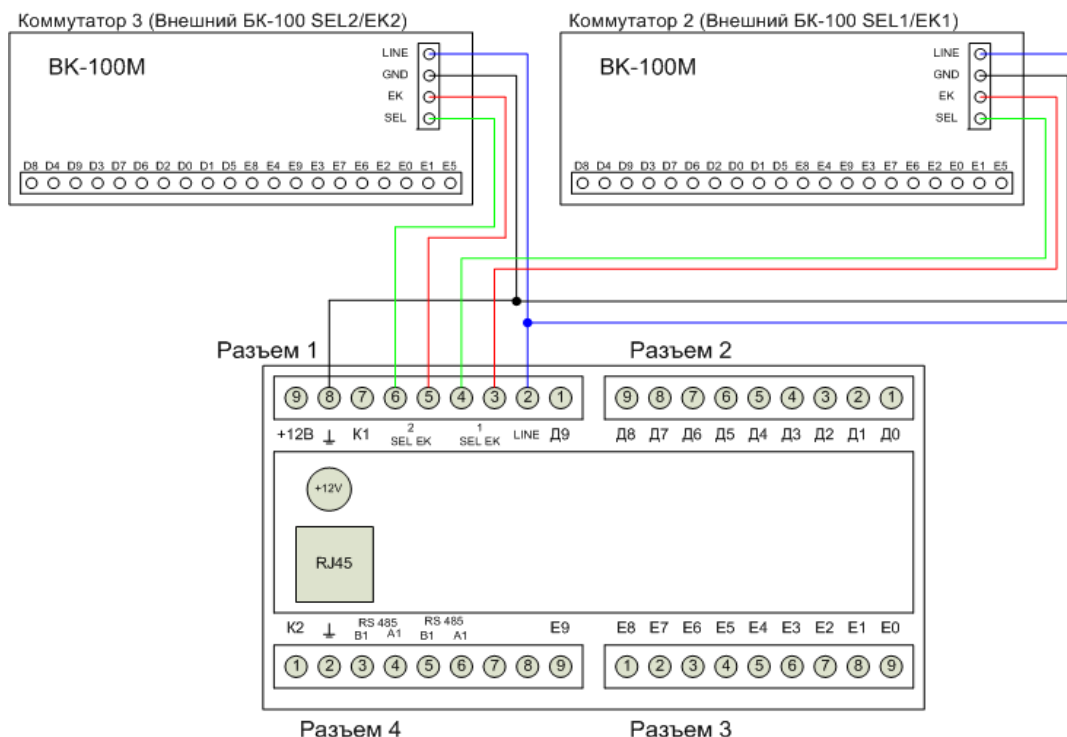 Коммутатор 3 (Внешний БК-100 SEL2/EK2)
Коммутатор 2 (Внешний БК-100 SEL1/EK1)
BK-100M
LINE
GND
EK
SEL
D8 D4 D9 D3 D7 D6 D2 D0 D1 D5 E8 E4 E9 E3 E7 E6 E2 E0 E1 E5
BK-100M
LINE
GND
EK
SEL
D8 D4 D9 D3 D7 D6 D2 D0 D1 D5 E8 E4 E9 E3 E7 E6 E2 E0 E1 E5
Разъем 1
Разъем 2
9 8 7 6 5 4 3 2 1
9 8 7 6 5 4 3 2 1
+12В K1 2 SEL EK 1 SEL EK LINE Д9
Д8 Д7 Д6 Д5 Д4 Д3 Д2 Д1 Д0
+12V
RJ45
K2 RS 485 B1 A1 RS 485 B1 A1 E9
E8 E7 E6 E5 E4 E3 E2 E1 E0
1 2 3 4 5 6 7 8 9
1 2 3 4 5 6 7 8 9
Разъем 4
Разъем 3